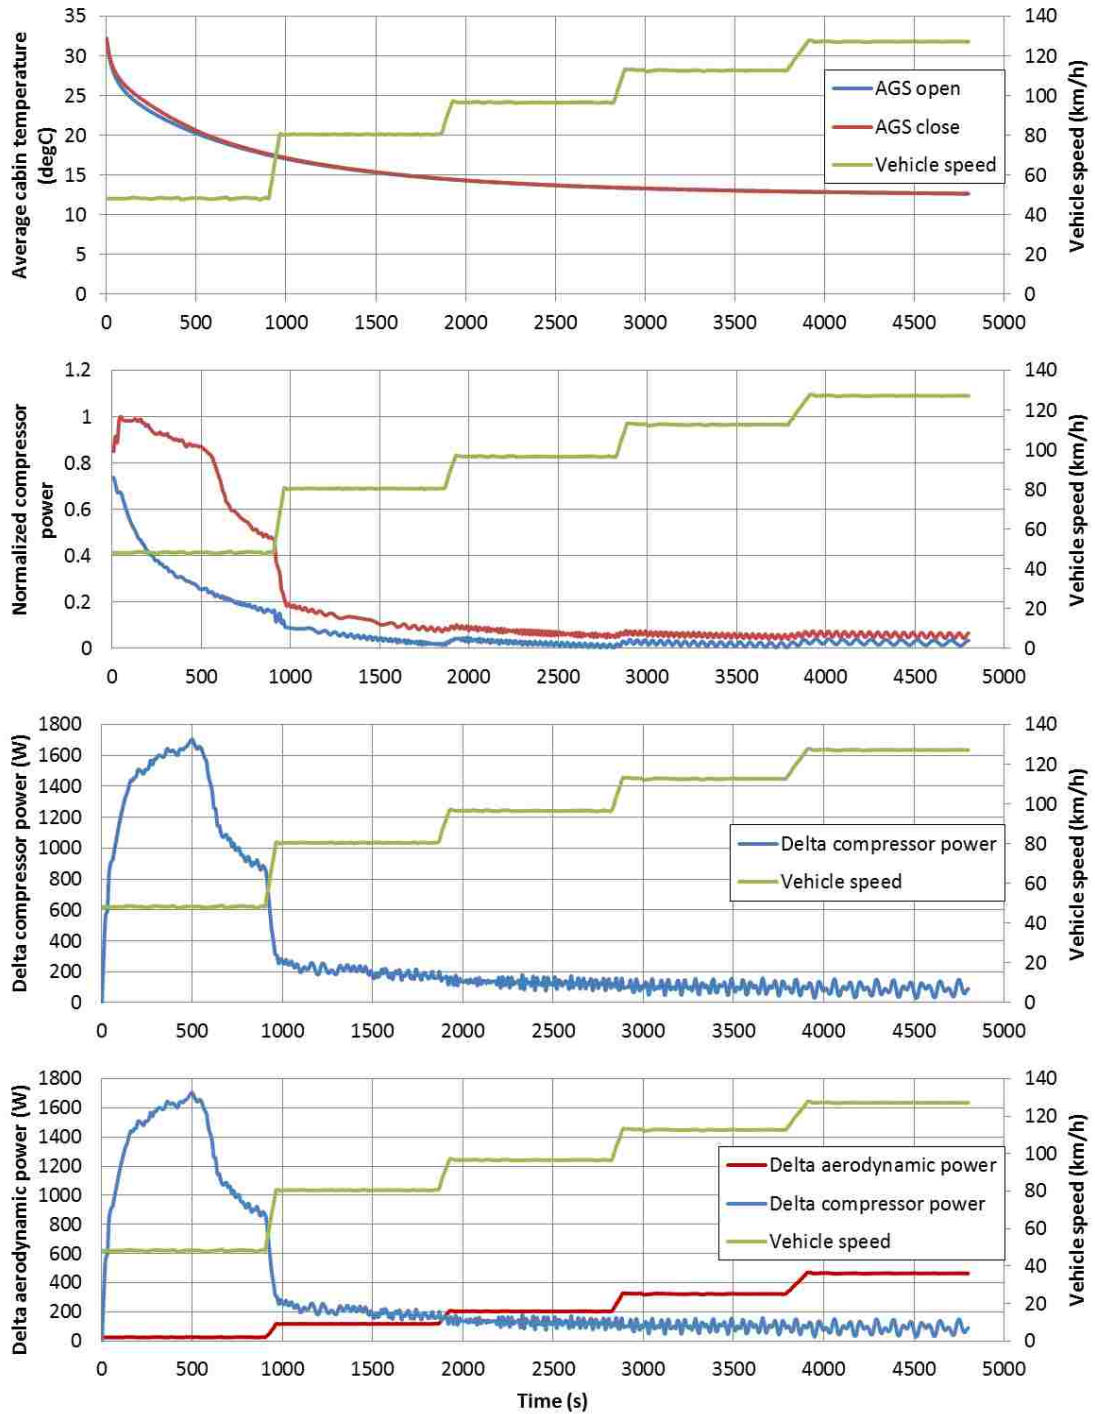 35
30
25
20
15
10
5
0
Average cabin temperature
(degC)
140
120
100
80
60
40
20
0
Vehicle speed (km/h)
AGS open
AGS close
Vehicle speed
0 500 1000 1500 2000 2500 3000 3500 4000 4500 5000
1.2
1
0.8
0.6
0.4
0.2
0
Normalized compressor
power
140
120
100
80
60
40
20
0
Vehicle speed (km/h)
0 500 1000 1500 2000 2500 3000 3500 4000 4500 5000
1800
1600
1400
1200
1000
800
600
400
200
0
Delta compressor power (W)
140
120
100
80
60
40
20
0
Vehicle speed (km/h)
Delta compressor power
Vehicle speed
0 500 1000 1500 2000 2500 3000 3500 4000 4500 5000
1800
1600
1400
1200
1000
800
600
400
200
0
Delta aerodynamic power (W)
140
120
100
80
60
40
20
0
Vehicle speed (km/h)
Delta aerodynamic power
Delta compressor power
Vehicle speed
0 500 1000 1500 2000 2500 3000 3500 4000 4500 5000
Time (s)